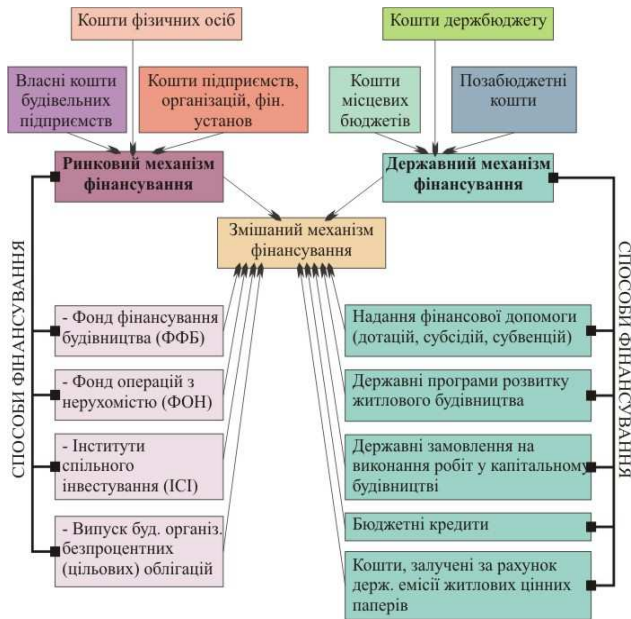 Кошти фізичних осіб
Кошти держбюджету
Власні кошти
будівельних
підприємств
Кошти підприємств,
організацій, фін.
установ
Кошти
місцевих
бюджетів
Позабюджетні
кошти
Ринковий механізм
фінансування
Державний механізм
фінансування
Змішаний механізм
фінансування
СПОСОБИ ФІНАНСУВАННЯ
- Фонд фінансування
будівництва (ФФБ)
- Фонд операцій з
нерухомістю (ФОН)
- Інститути
спільного
інвестування (ІСІ)
- Випуск буд. організ.
безпроцентних
(цільових) облігацій
Надання фінансової допомоги
(дотацій, субсідій, субвенцій)
Державні програми розвитку
житлового будівництва
Державні замовлення на
виконання робіт у капітальному
будівництві
Бюджетні кредити
Кошти, залучені за рахунок
держ. емісії житлових цінних
паперів
СПОСОБИ ФІНАНСУВАННЯ